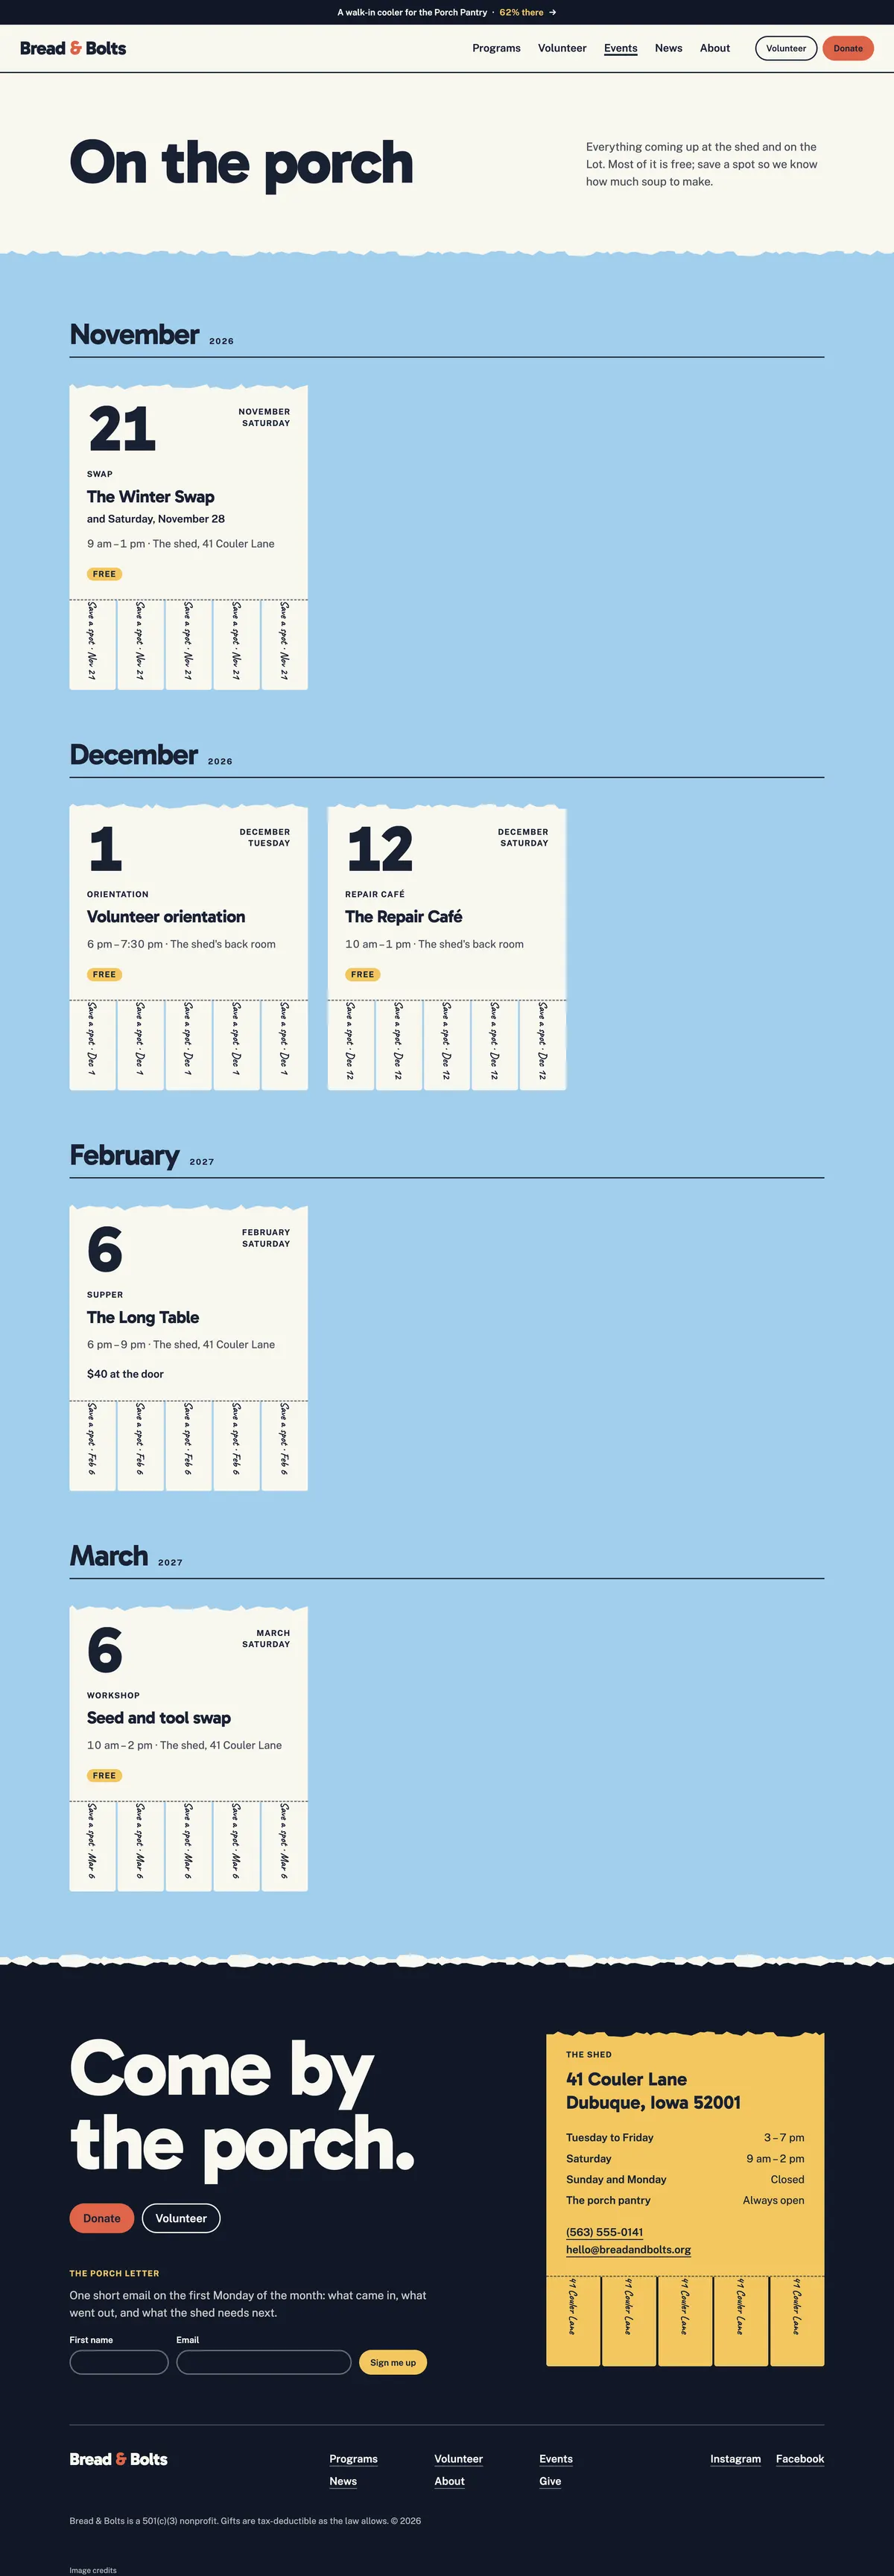 A walk-in cooler for the Porch Pantry · 62% there →
Bread & Bolts
Programs Volunteer Events News About Volunteer Donate
On the porch
Everything coming up at the shed and on the
Lot. Most of it is free; save a spot so we know
how much soup to make.
November 2026
21
NOVEMBER
SATURDAY
SWAP
The Winter Swap
and Saturday, November 28
9 am – 1 pm · The shed, 41 Couler Lane
FREE
Save a spot · Nov 21
Save a spot · Nov 21
Save a spot · Nov 21
Save a spot · Nov 21
Save a spot · Nov 21
December 2026
1
DECEMBER
TUESDAY
ORIENTATION
Volunteer orientation
6 pm – 7:30 pm · The shed's back room
FREE
Save a spot · Dec 1
Save a spot · Dec 1
Save a spot · Dec 1
Save a spot · Dec 1
Save a spot · Dec 1
12
DECEMBER
SATURDAY
REPAIR CAFÉ
The Repair Café
10 am – 1 pm · The shed's back room
FREE
Save a spot · Dec 12
Save a spot · Dec 12
Save a spot · Dec 12
Save a spot · Dec 12
Save a spot · Dec 12
February 2027
6
FEBRUARY
SATURDAY
SUPPER
The Long Table
6 pm – 9 pm · The shed, 41 Couler Lane
$40 at the door
Save a spot · Feb 6
Save a spot · Feb 6
Save a spot · Feb 6
Save a spot · Feb 6
Save a spot · Feb 6
March 2027
6
MARCH
SATURDAY
WORKSHOP
Seed and tool swap
10 am – 2 pm · The shed, 41 Couler Lane
FREE
Save a spot · Mar 6
Save a spot · Mar 6
Save a spot · Mar 6
Save a spot · Mar 6
Save a spot · Mar 6
Come by
the porch.
Donate Volunteer
THE PORCH LETTER
One short email on the first Monday of the month: what came in, what
went out, and what the shed needs next.
First name Email
Sign me up
THE SHED
41 Couler Lane
Dubuque, Iowa 52001
Tuesday to Friday 3 – 7 pm
Saturday 9 am – 2 pm
Sunday and Monday Closed
The porch pantry Always open
(563) 555-0141
hello@breadandbolts.org
41 Couler Lane
41 Couler Lane
41 Couler Lane
41 Couler Lane
41 Couler Lane
Bread & Bolts
Programs Volunteer Events Instagram Facebook
News About Give
Bread & Bolts is a 501(c)(3) nonprofit. Gifts are tax-deductible as the law allows. © 2026
Image credits